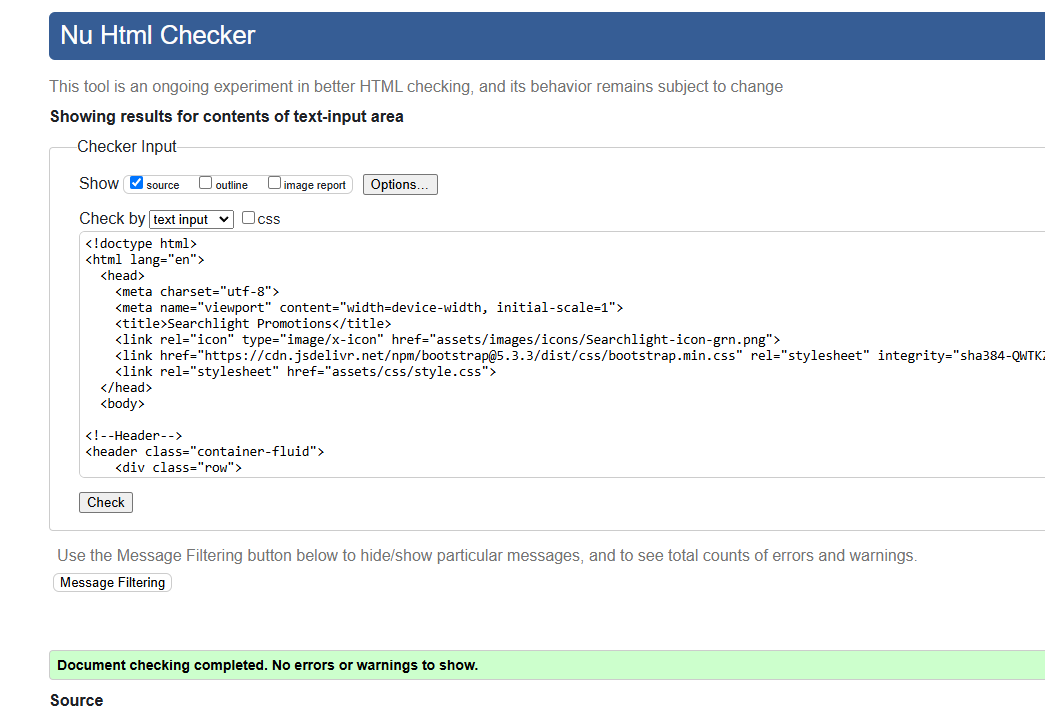 Nu Html Checker
This tool is an ongoing experiment in better HTML checking, and its behavior remains subject to change
Showing results for contents of text-input area
Checker Input
Show source outline image report Options...
Check by text input css
<!doctype html>
<html lang="en">
  <head>
    <meta charset="utf-8">
    <meta name="viewport" content="width=device-width, initial-scale=1">
    <title>Searchlight Promotions</title>
    <link rel="icon" type="image/x-icon" href="assets/images/icons/Searchlight-icon-grn.png">
    <link href="https://cdn.jsdelivr.net/npm/bootstrap@5.3.3/dist/css/bootstrap.min.css" rel="stylesheet" integrity="sha384-QWTKZ
    <link rel="stylesheet" href="assets/css/style.css">
  </head>
  <body>
<!--Header-->
<header class="container-fluid">
    <div class="row">
Check
Use the Message Filtering button below to hide/show particular messages, and to see total counts of errors and warnings.
Message Filtering
Document checking completed. No errors or warnings to show.
Source